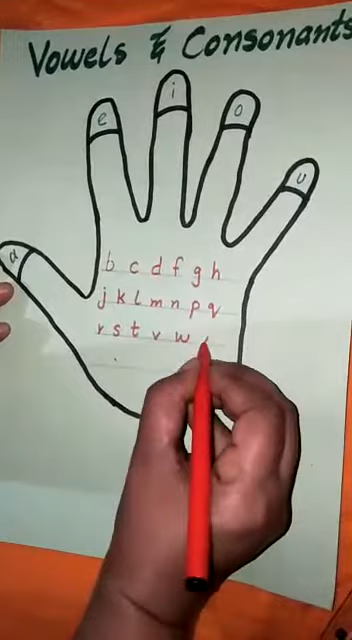 Vowels & Consonants
a e i o u
b c d f g h
j k l m n p q
r s t v w